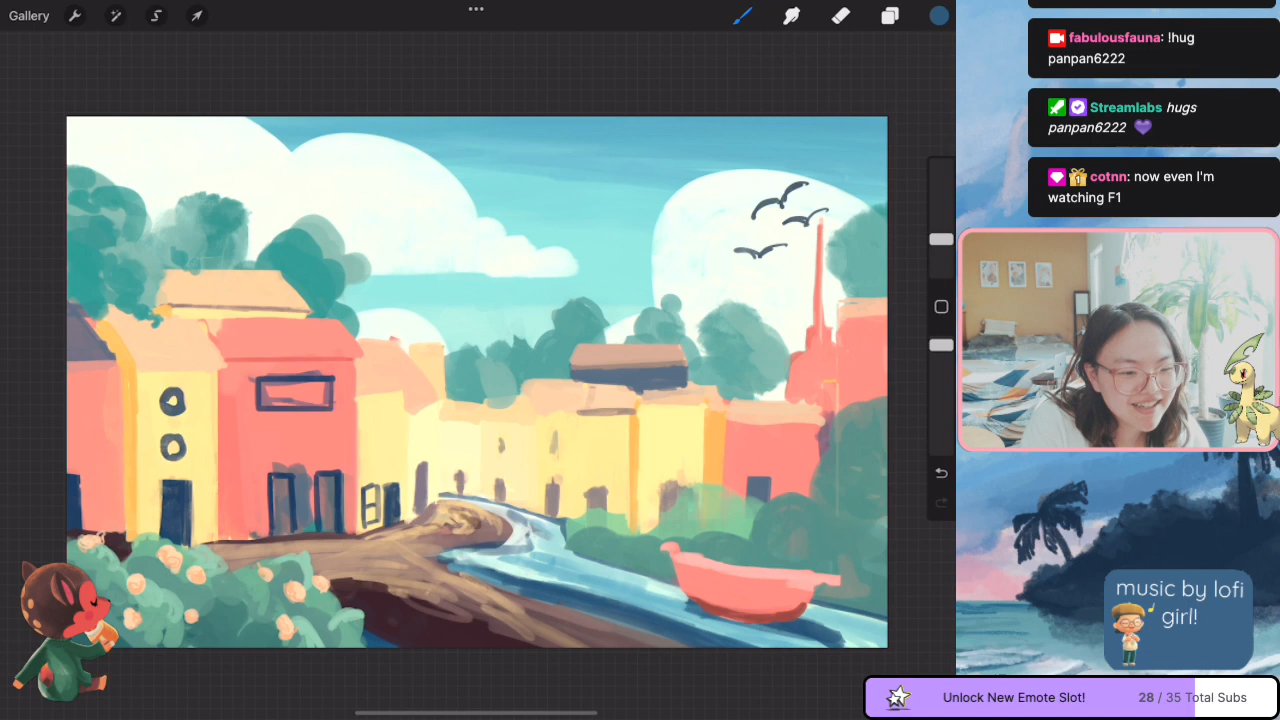 Gallery
fabulousfauna: !hug
panpan6222
Streamlabs hugs
panpan6222 💜
1 cotnn: now even I'm
watching F1
music by lofi
girl!
Unlock New Emote Slot! 28 / 35 Total Subs